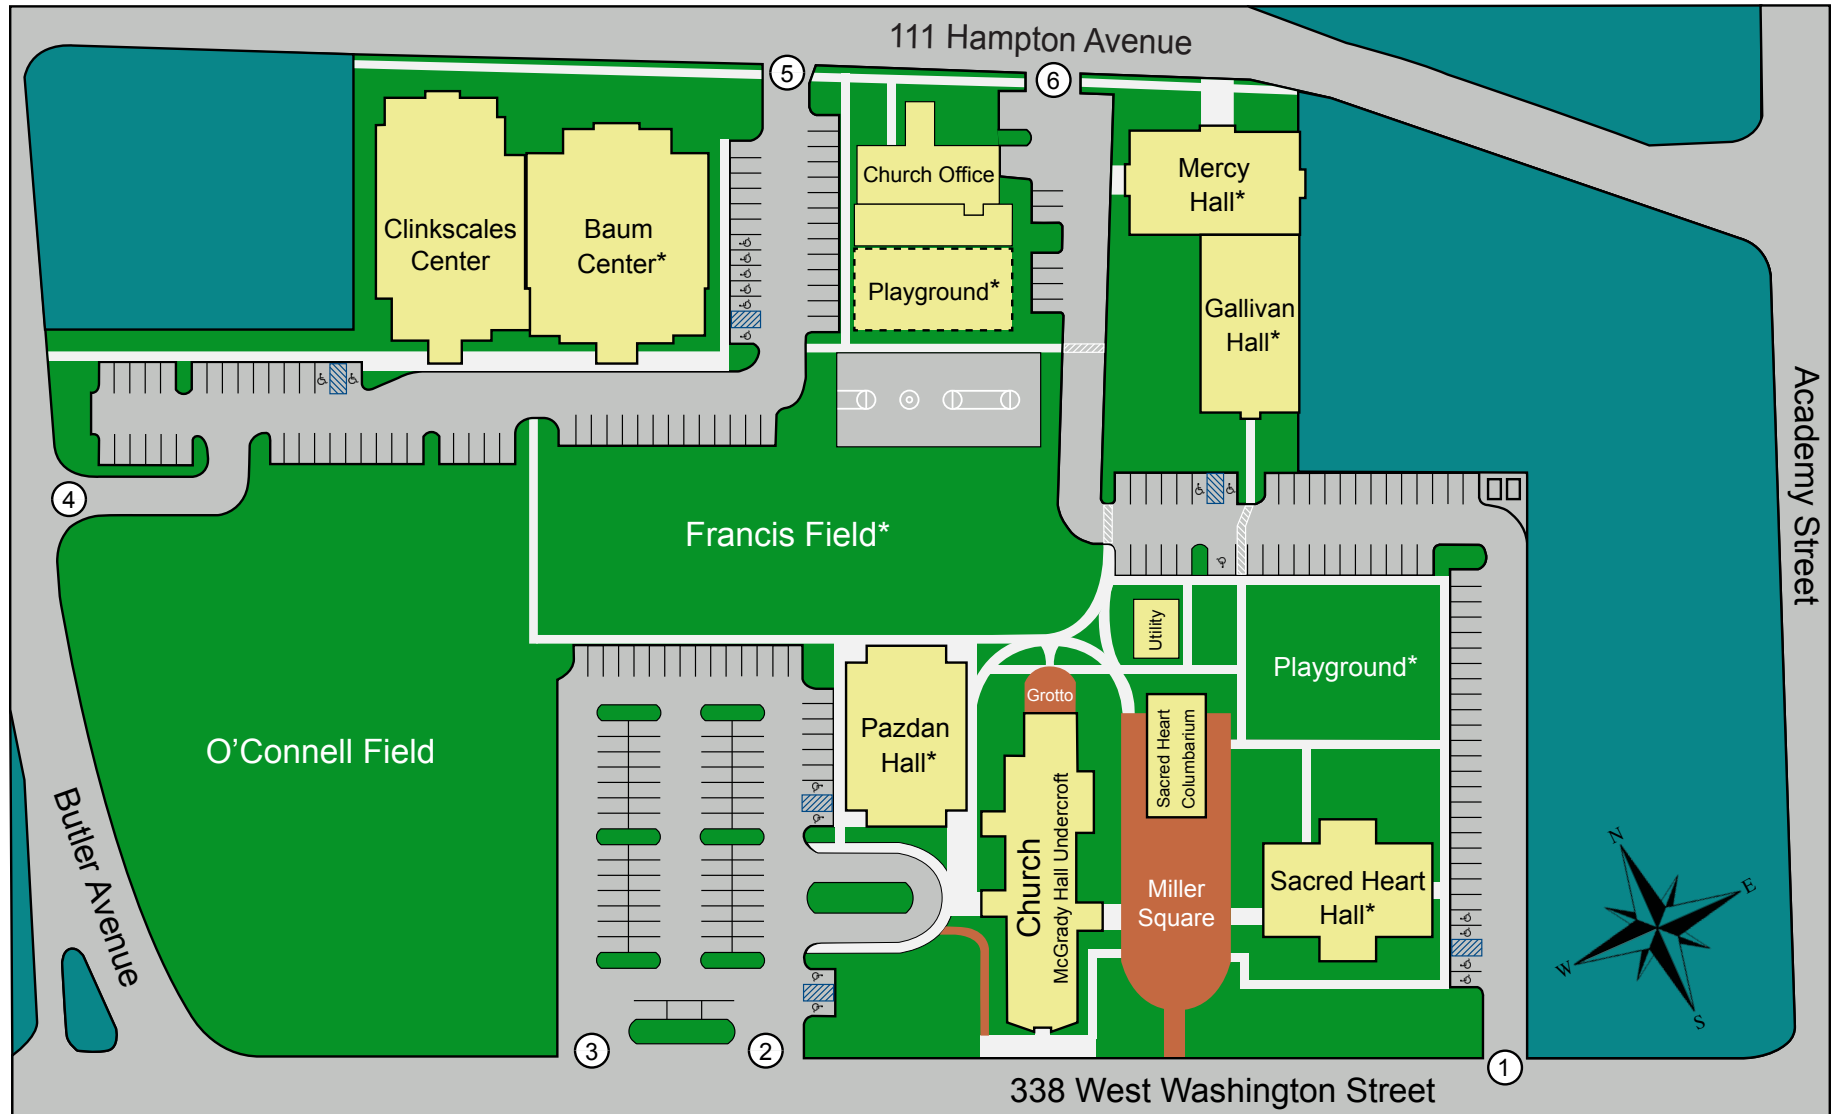 111 Hampton Avenue
5
6
Church Office
Mercy
Hall*
Clinkscales
Center
Baum
Center*
Playground*
Gallivan
Hall*
Academy Street
4
Francis Field*
Utility
Playground*
Grotto
Pazdan
Hall*
Sacred Heart
Columbarium
O’Connell Field
Butler Avenue
Church
McGrady Hall Undercroft
Miller
Square
Sacred Heart
Hall*
N
E
W
S
3
2
1
338 West Washington Street